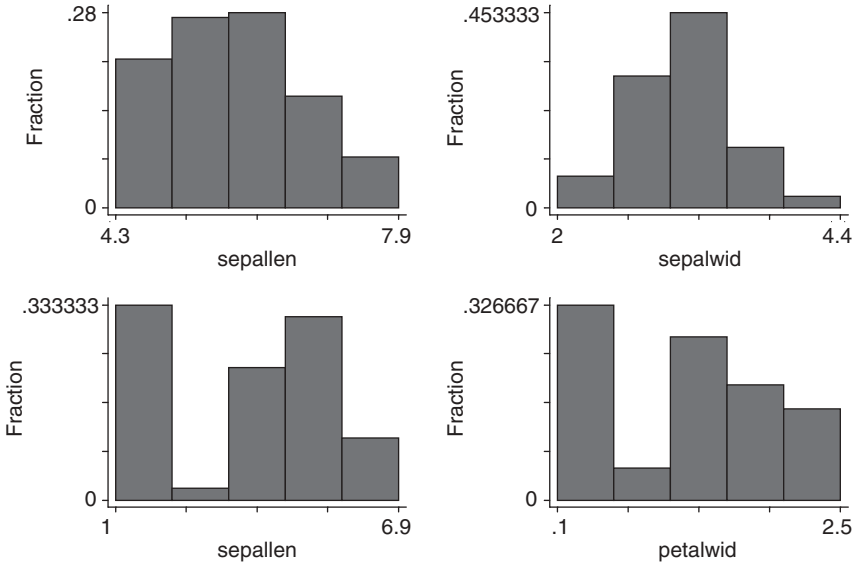 .28
Fraction
0
4.3 7.9
sepallen
.453333
Fraction
0
2 4.4
sepalwid
.333333
Fraction
0
1 6.9
sepallen
.326667
Fraction
0
.1 2.5
petalwid